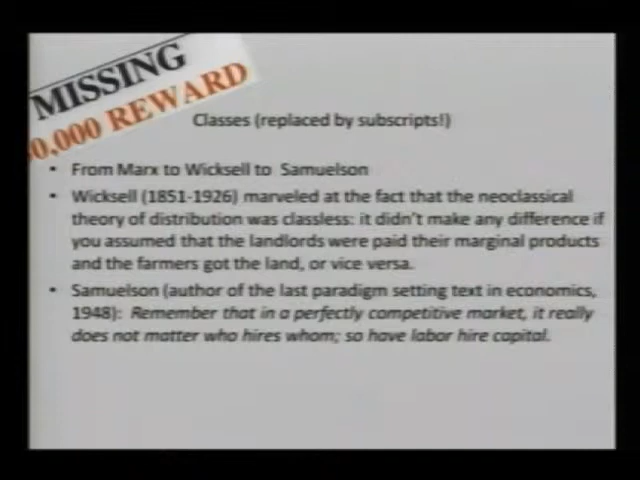 MISSING
0,000 REWARD
Classes (replaced by subscripts!)
• From Marx to Wicksell to Samuelson
• Wicksell (1851-1926) marveled at the fact that the neoclassical
theory of distribution was classless: it didn't make any difference if
you assumed that the landlords were paid their marginal products
and the farmers got the land, or vice versa.
• Samuelson (author of the last paradigm setting text in economics,
1948): Remember that in a perfectly competitive market, it really
does not matter who hires whom; so have labor hire capital.